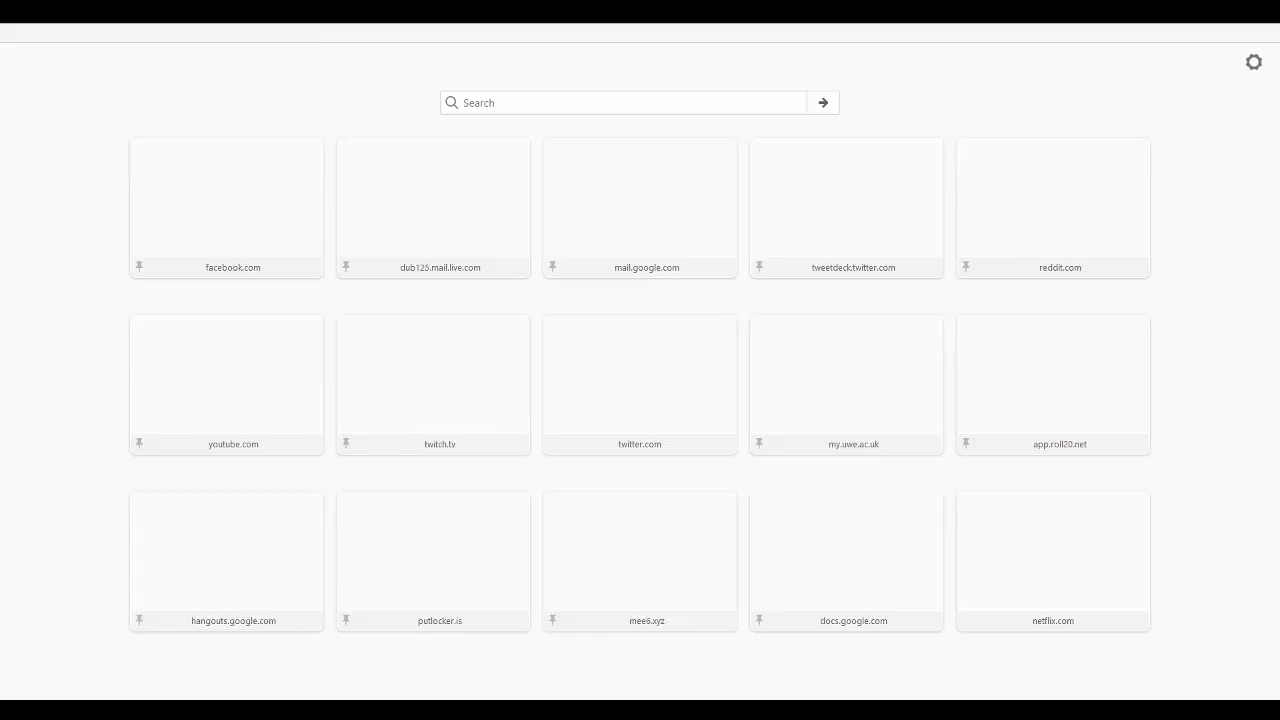 Search
facebook.com
dub125.mail.live.com
mail.google.com
tweetdeck.twitter.com
reddit.com
youtube.com
twitch.tv
twitter.com
my.uwe.ac.uk
app.roll20.net
hangouts.google.com
putlocker.is
mee6.xyz
docs.google.com
netflix.com